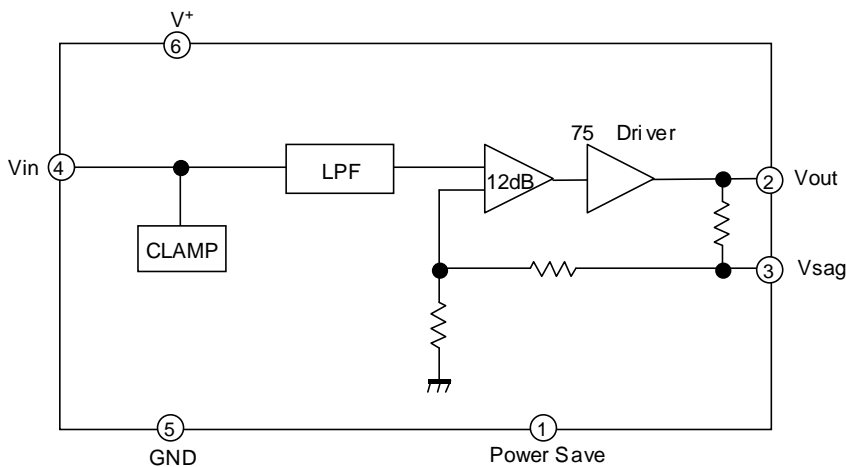 V+
6
75 Driver
Vin 4
LPF
12dB
2 Vout
CLAMP
3 Vsag
5
1
GND
Power Save